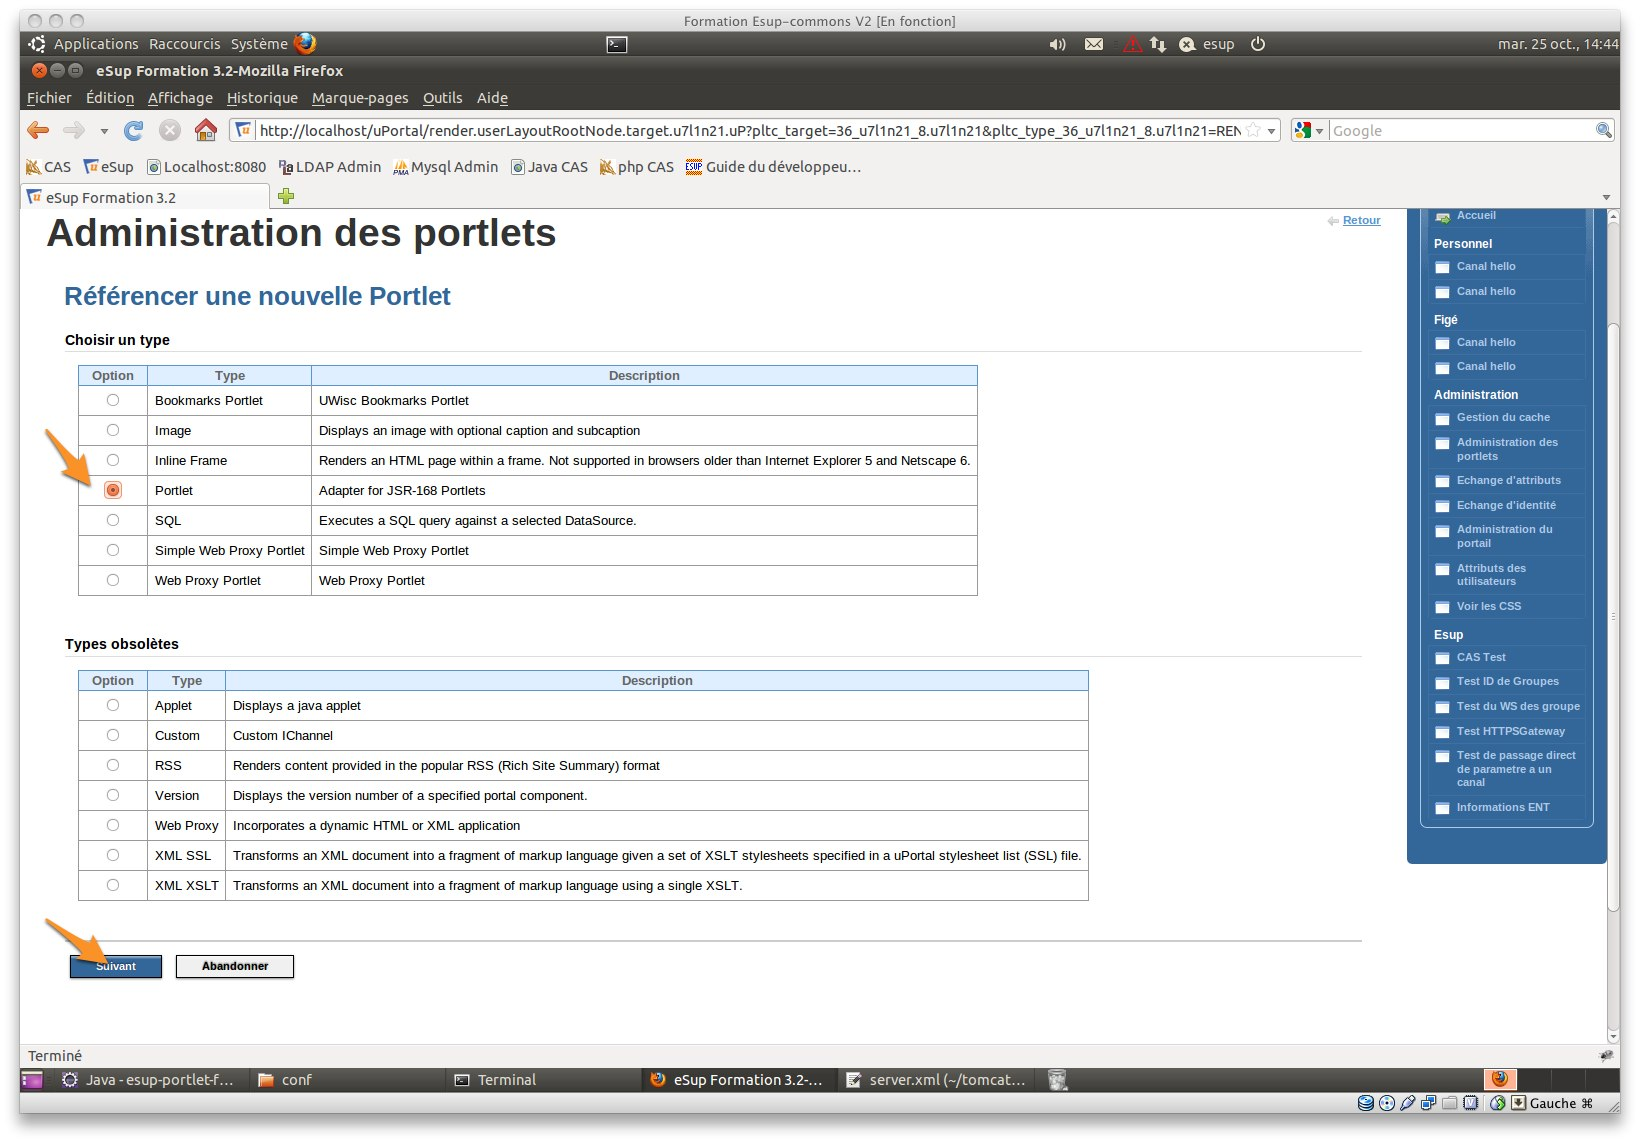 Formation Esup-commons V2 [En fonction]
Applications Raccourcis Système esup mar. 25 oct., 14:44
eSup Formation 3.2-Mozilla Firefox
Fichier Édition Affichage Historique Marque-pages Outils Aide
http://localhost/uPortal/render.userLayoutRootNode.target.u7l1n21.uP?pltc_target=36_u7l1n21_8.u7l1n21&pltc_type_36_u7l1n21_8.u7l1n21=REN Google
CAS eSup Localhost:8080 LDAP Admin Mysql Admin Java CAS php CAS Guide du développeu...
eSup Formation 3.2
Administration des portlets
Retour
Référencer une nouvelle Portlet
Choisir un type
Option Type Description
Bookmarks Portlet UWisc Bookmarks Portlet
Image Displays an image with optional caption and subcaption
Inline Frame Renders an HTML page within a frame. Not supported in browsers older than Internet Explorer 5 and Netscape 6.
Portlet Adapter for JSR-168 Portlets
SQL Executes a SQL query against a selected DataSource.
Simple Web Proxy Portlet Simple Web Proxy Portlet
Web Proxy Portlet Web Proxy Portlet
Types obsolètes
Option Type Description
Applet Displays a java applet
Custom Custom IChannel
RSS Renders content provided in the popular RSS (Rich Site Summary) format
Version Displays the version number of a specified portal component.
Web Proxy Incorporates a dynamic HTML or XML application
XML SSL Transforms an XML document into a fragment of markup language given a set of XSLT stylesheets specified in a uPortal stylesheet list (SSL) file.
XML XSLT Transforms an XML document into a fragment of markup language using a single XSLT.
Suivant Abandonner
Accueil
Personnel
Canal hello
Canal hello
Figé
Canal hello
Canal hello
Administration
Gestion du cache
Administration des
portlets
Echange d'attributs
Echange d'identité
Administration du
portail
Attributs des
utilisateurs
Voir les CSS
Esup
CAS Test
Test ID de Groupes
Test du WS des groupe
Test HTTPSGateway
Test de passage direct
de parametre a un
canal
Informations ENT
Terminé
Java - esup-portlet-f... conf Terminal eSup Formation 3.2-... server.xml (~/tomcat...
Gauche ⌘